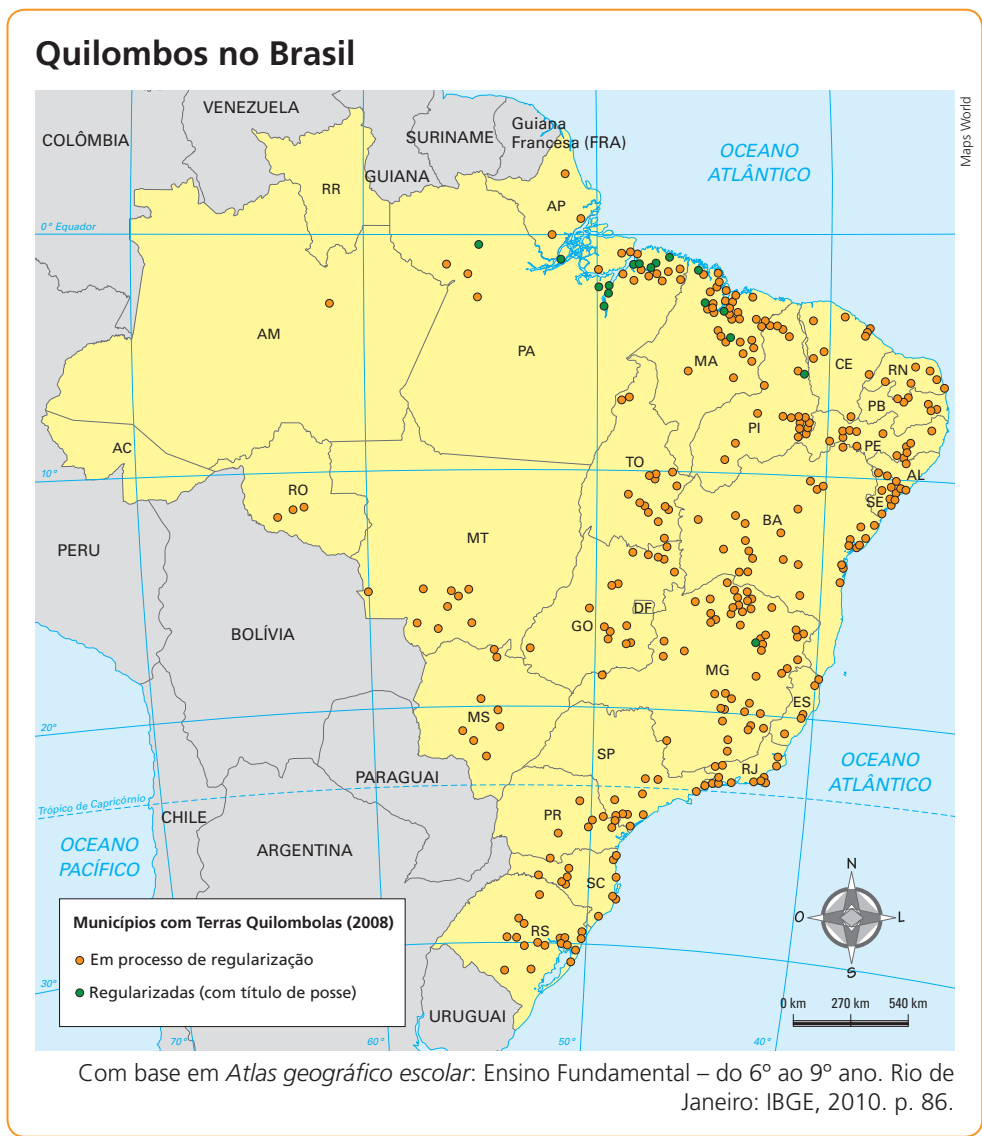 Quilombos no Brasil
Maps World
VENEZUELA
COLÔMBIA
SURINAME
Guiana
Francesa (FRA)
GUIANA
OCEANO
ATLÂNTICO
RR
AP
0° Equador
AM
PA
MA
CE
RN
PB
PI
PE
AC
TO
AL
10°
RO
SE
BA
MT
PERU
DF
BOLÍVIA
GO
MG
ES
MS
20°
SP
RJ
OCEANO
ATLÂNTICO
PARAGUAI
Trópico de Capricórnio
CHILE
PR
OCEANO
PACÍFICO
ARGENTINA
SC
N
O
L
S
RS
Municípios com Terras Quilombolas (2008)
Em processo de regularização
Regularizadas (com título de posse)
30°
URUGUAI
0 km 270 km 540 km
70° 60° 50° 40°
Com base em Atlas geográfico escolar: Ensino Fundamental – do 6º ao 9º ano. Rio de
Janeiro: IBGE, 2010. p. 86.